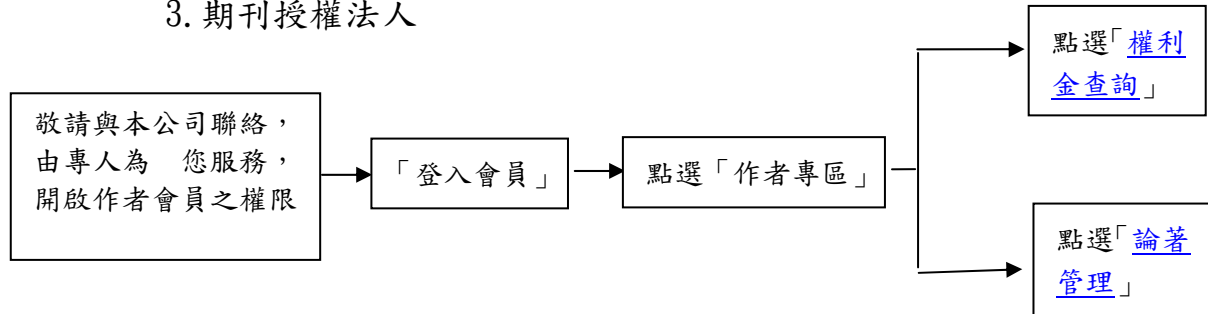 3.期刊授權法人
敬請與本公司聯絡，
由專人為　您服務，
開啟作者會員之權限
「登入會員」
點選「作者專區」
點選「權利
金查詢」
點選「論著
管理」